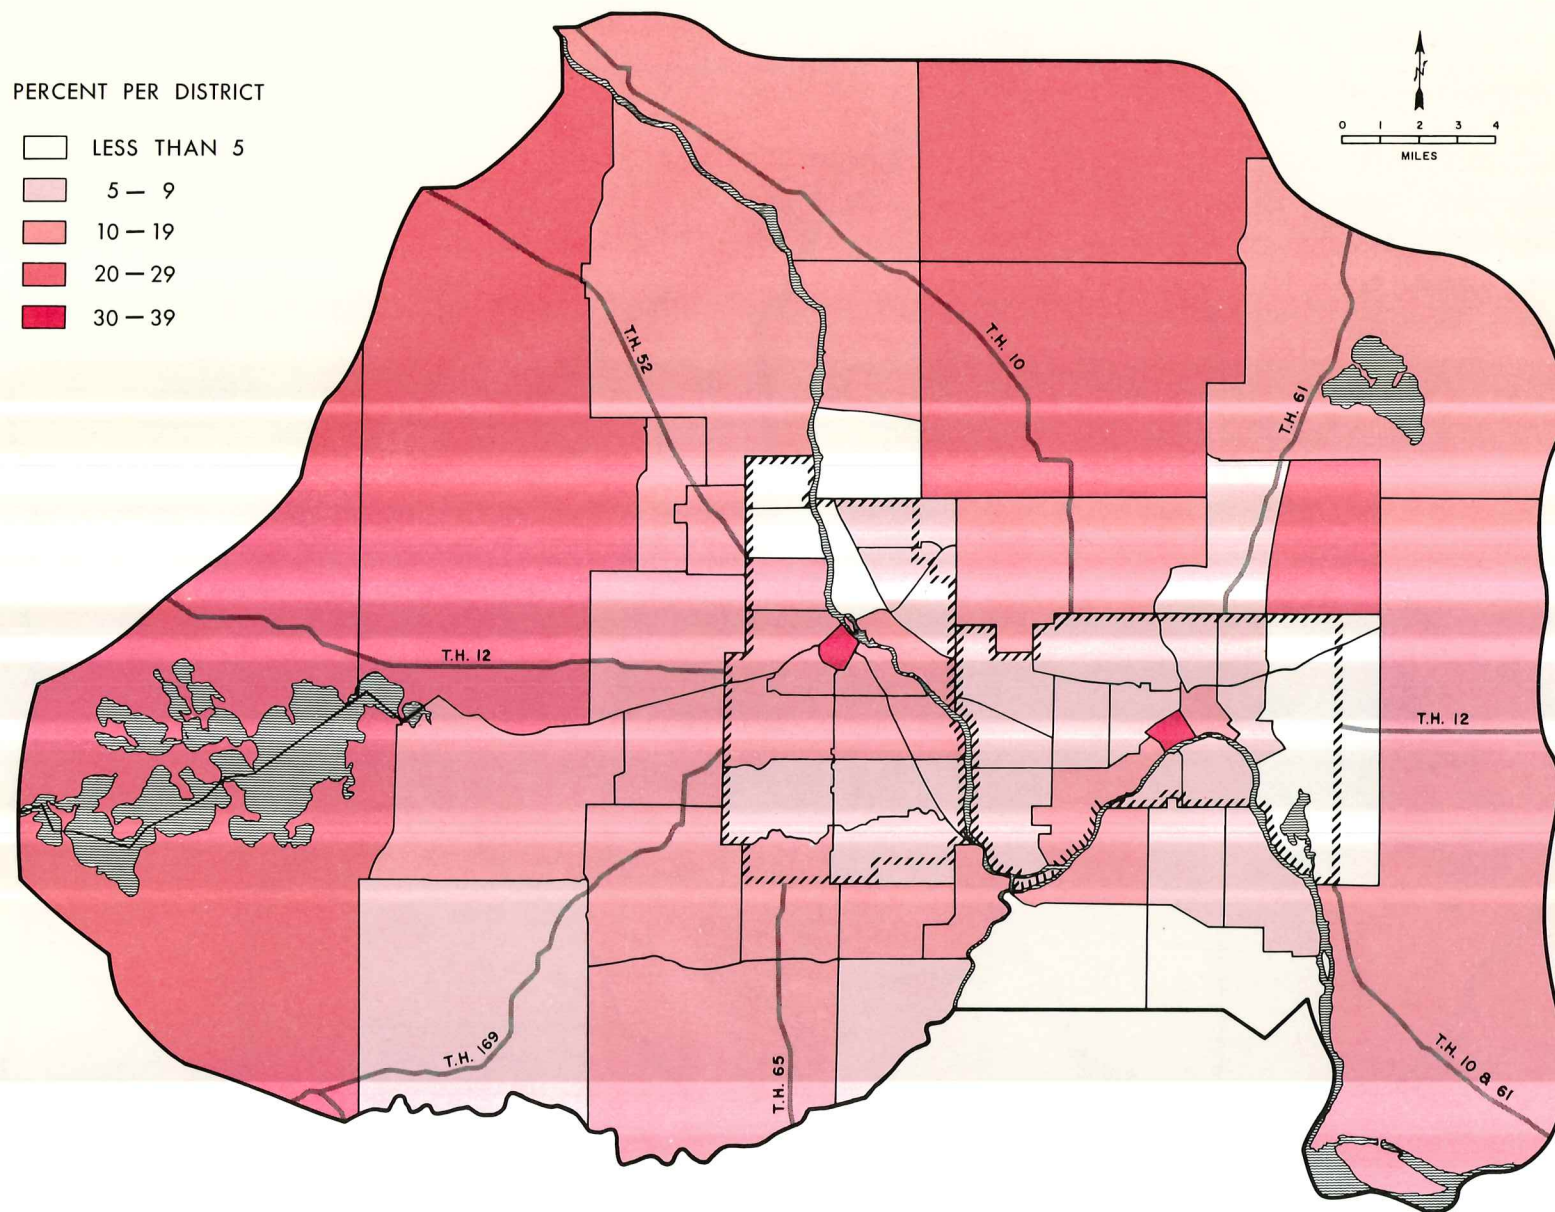 PERCENT PER DISTRICT
LESS THAN 5
5 — 9
10 — 19
20 — 29
30 — 39
N
0 1 2 3 4
MILES
T.H. 52
T.H. 10
T.H. 61
T.H. 12
T.H. 12
T.H. 169
T.H. 65
T.H. 10 & 61